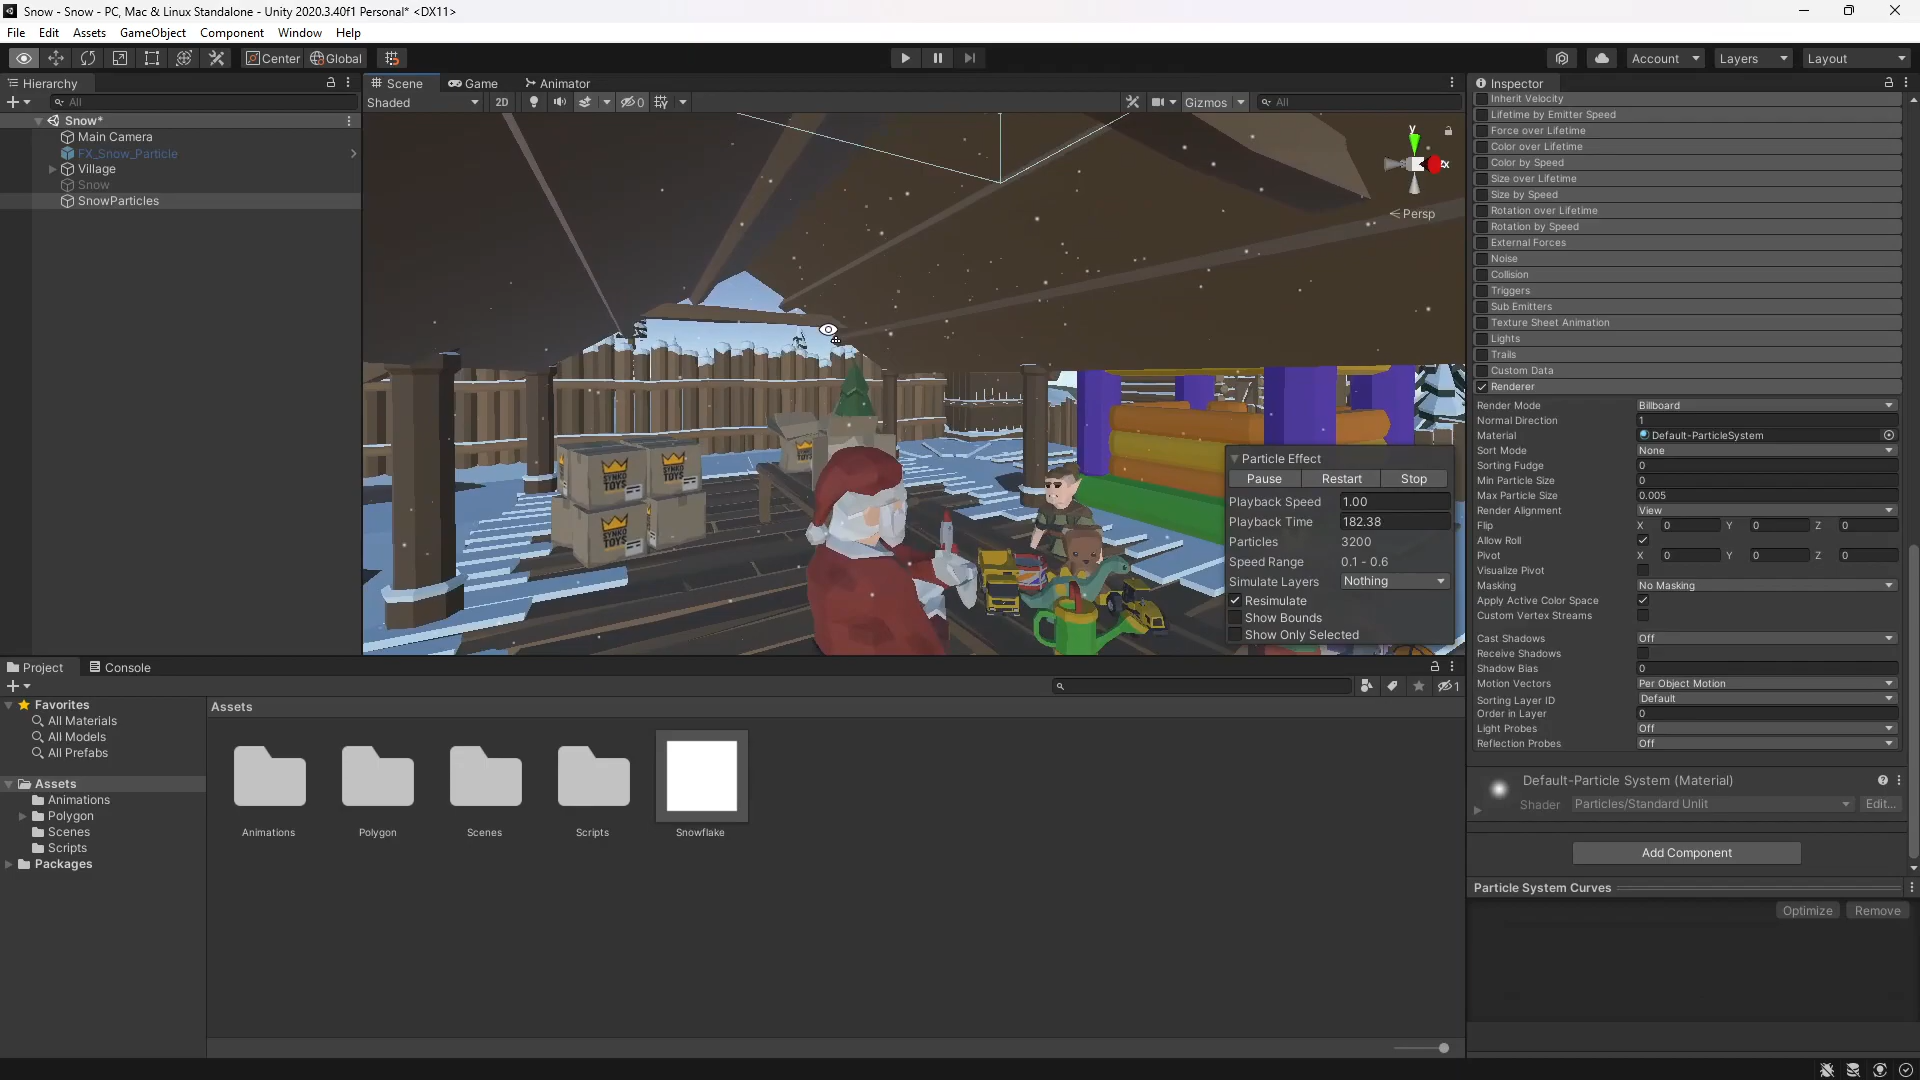 Snow - Snow - PC, Mac & Linux Standalone - Unity 2020.3.40f1 Personal* <DX11>
File Edit Assets GameObject Component Window Help
Center Global Account Layers Layout
Hierarchy
All
Snow*
Main Camera
FX_Snow_Particle
Village
Snow
SnowParticles
Scene Game Animator
Shaded 2D 0 Gizmos All
y
x
Persp
SYNKO TOYS
SYNKO TOYS
SYNKO TOYS
Particle Effect
Pause Restart Stop
Playback Speed 1.00
Playback Time 182.38
Particles 3200
Speed Range 0.1 - 0.6
Simulate Layers Nothing
Resimulate
Show Bounds
Show Only Selected
Inspector
Inherit Velocity
Lifetime by Emitter Speed
Force over Lifetime
Color over Lifetime
Color by Speed
Size over Lifetime
Size by Speed
Rotation over Lifetime
Rotation by Speed
External Forces
Noise
Collision
Triggers
Sub Emitters
Texture Sheet Animation
Lights
Trails
Custom Data
Renderer
Render Mode Billboard
Normal Direction 1
Material Default-ParticleSystem
Sort Mode None
Sorting Fudge 0
Min Particle Size 0
Max Particle Size 0.005
Render Alignment View
Flip X 0 Y 0 Z 0
Allow Roll
Pivot X 0 Y 0 Z 0
Visualize Pivot
Masking No Masking
Apply Active Color Space
Custom Vertex Streams
Cast Shadows Off
Receive Shadows
Shadow Bias 0
Motion Vectors Per Object Motion
Sorting Layer ID Default
Order in Layer 0
Light Probes Off
Reflection Probes Off
Default-Particle System (Material)
Shader Particles/Standard Unlit Edit...
Add Component
Particle System Curves
Optimize Remove
Project Console
1
Favorites
All Materials
All Models
All Prefabs
Assets
Animations
Polygon
Scenes
Scripts
Packages
Assets
Animations Polygon Scenes Scripts Snowflake